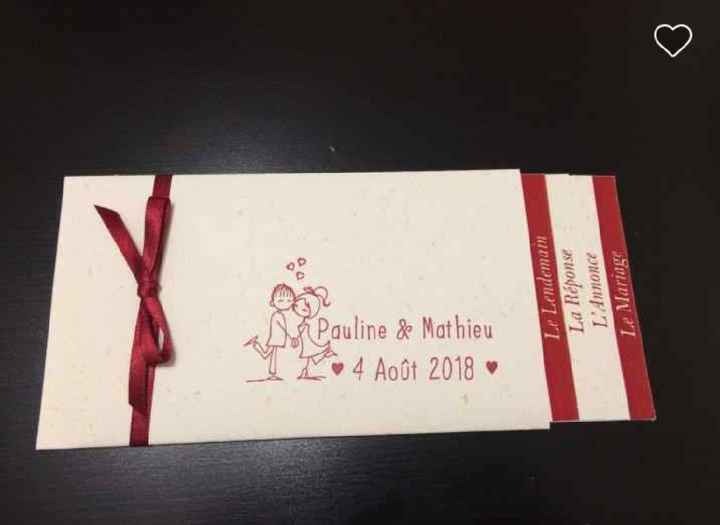 Pauline & Mathieu
♥ 4 Août 2018 ♥
Le Lendemain
La Réponse
L'Annonce
Le Mariage